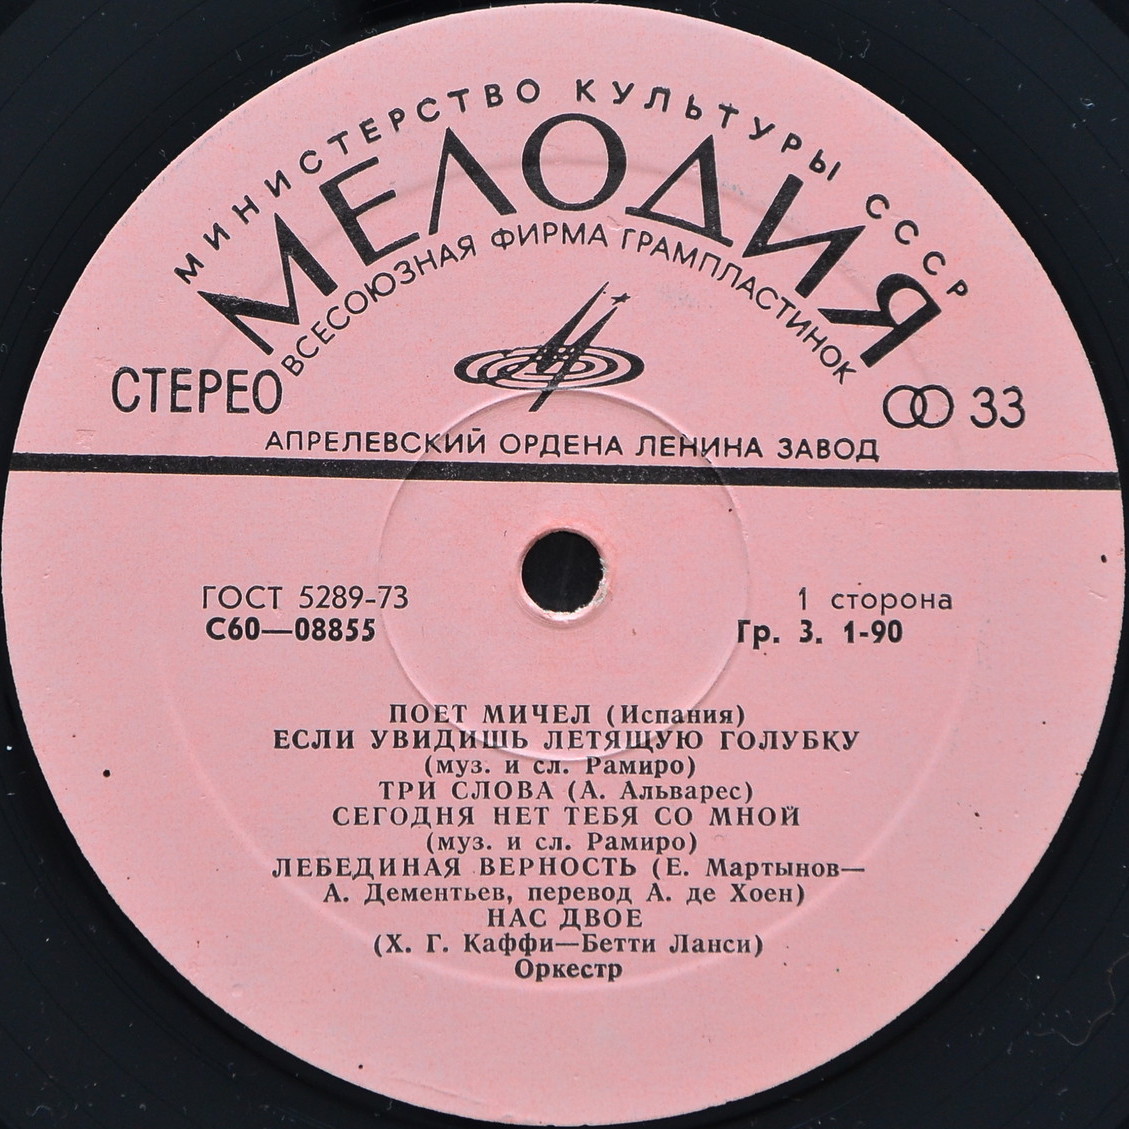 МИНИСТЕРСТВО КУЛЬТУРЫ СССР
МЕЛОДИЯ
ВСЕСОЮЗНАЯ ФИРМА ГРАМПЛАСТИНОК
СТЕРЕО
33
АПРЕЛЕВСКИЙ ОРДЕНА ЛЕНИНА ЗАВОД
ГОСТ 5289-73
1 сторона
С60—08855
Гр. 3. 1-90
ПОЕТ МИЧЕЛ (Испания)
ЕСЛИ УВИДИШЬ ЛЕТЯЩУЮ ГОЛУБКУ
(муз. и сл. Рамиро)
ТРИ СЛОВА (А. Альварес)
СЕГОДНЯ НЕТ ТЕБЯ СО МНОЙ
(муз. и сл. Рамиро)
ЛЕБЕДИНАЯ ВЕРНОСТЬ (Е. Мартынов—
А. Дементьев, перевод А. де Хоен)
НАС ДВОЕ
(Х. Г. Каффи—Бетти Ланси)
Оркестр